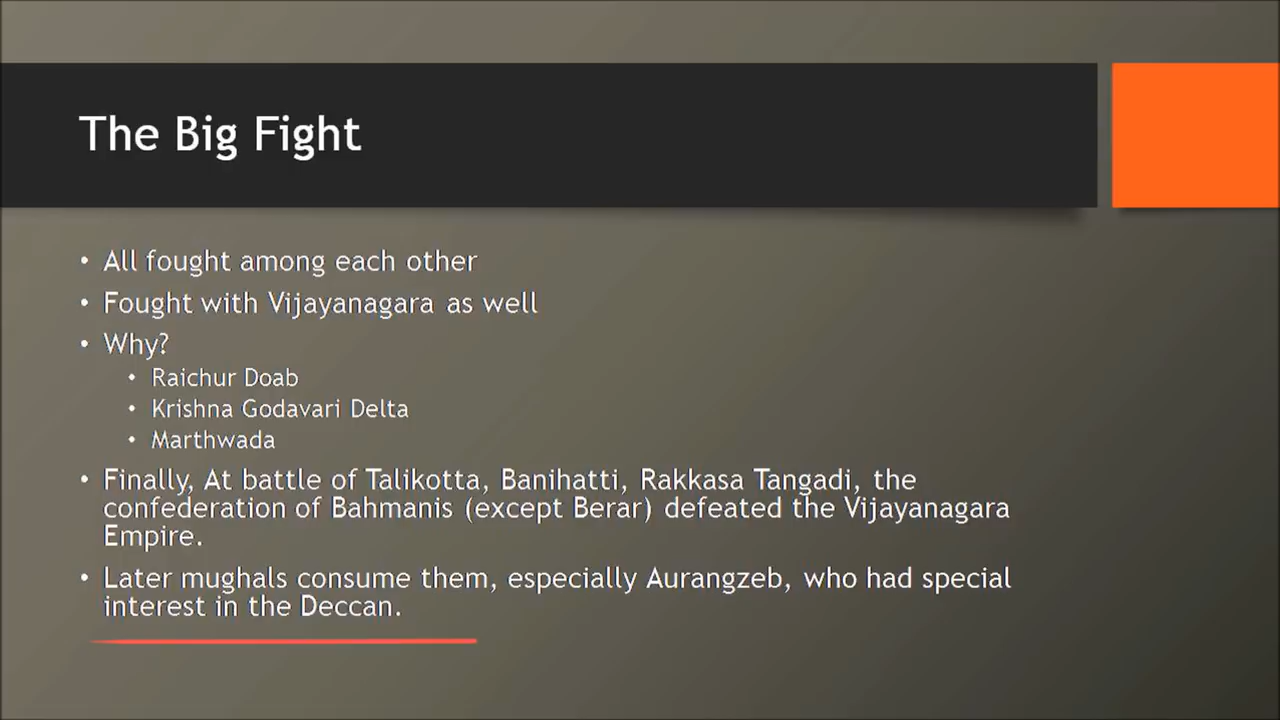 The Big Fight
• All fought among each other
• Fought with Vijayanagara as well
• Why?
• Raichur Doab
• Krishna Godavari Delta
• Marthwada
• Finally, At battle of Talikotta, Banihatti, Rakkasa Tangadi, the
confederation of Bahmanis (except Berar) defeated the Vijayanagara
Empire.
• Later mughals consume them, especially Aurangzeb, who had special
interest in the Deccan.